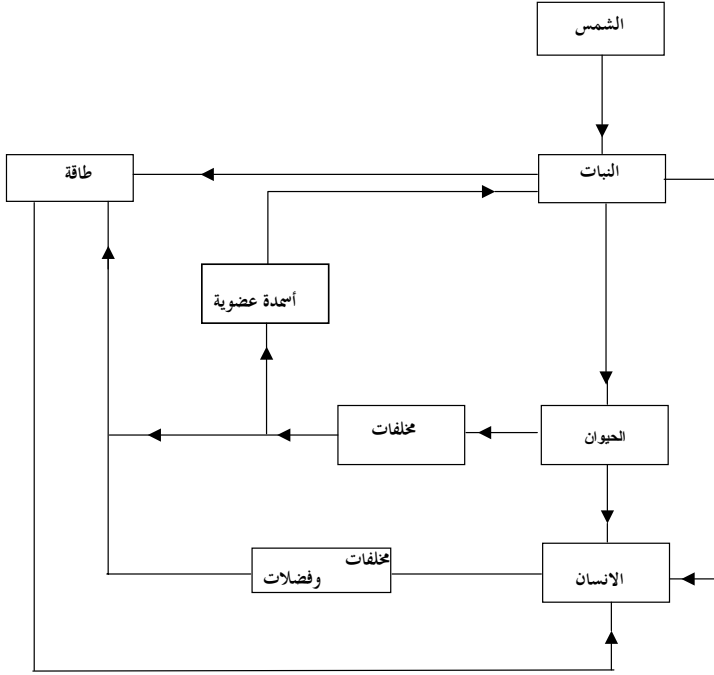 الشمس
النبات
طاقة
أسمدة عضوية
مخلفات
الحيوان
مخلفات
وفضلات
الانسان